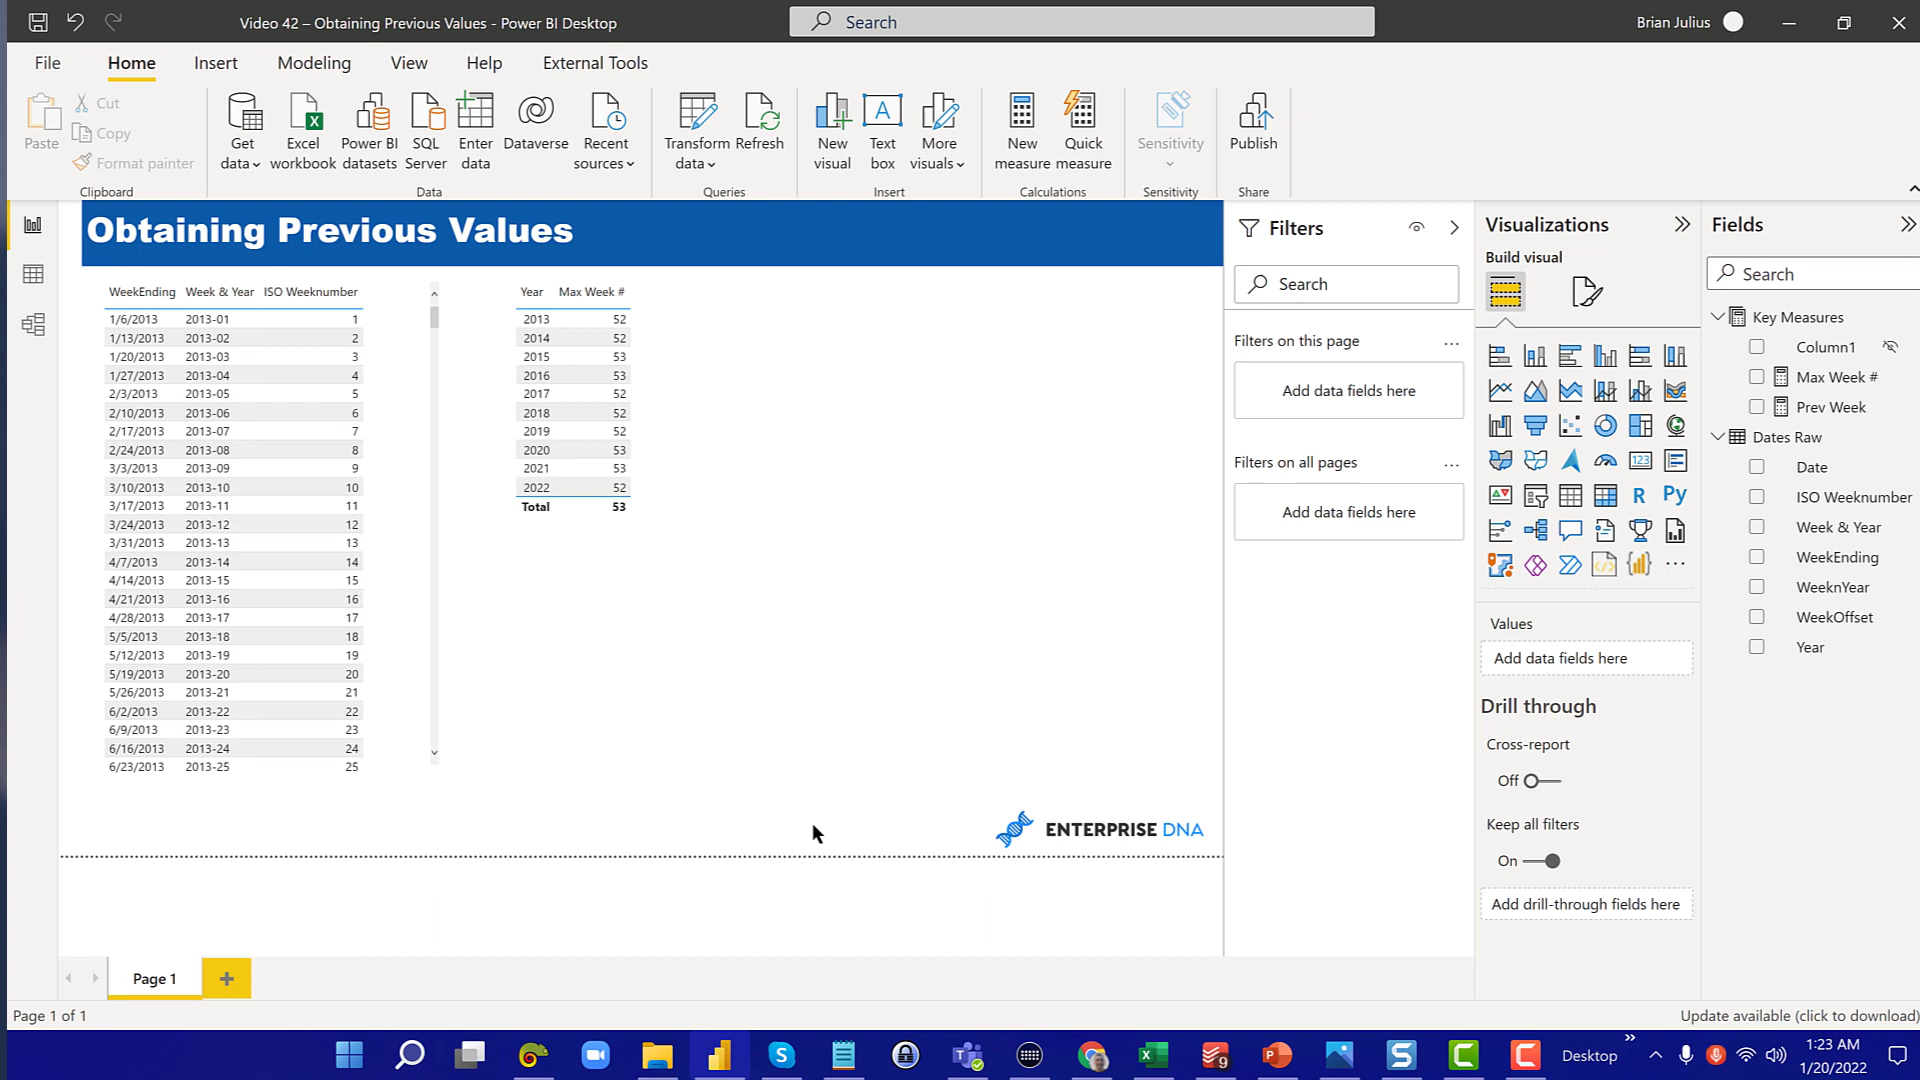 Video 42 – Obtaining Previous Values - Power BI Desktop
Search
Brian Julius
File Home Insert Modeling View Help External Tools
Paste
Cut
Copy
Format painter
Clipboard
Get data
Excel workbook
Power BI datasets
SQL Server
Enter data
Dataverse
Recent sources
Data
Transform data
Refresh
Queries
New visual
Text box
More visuals
Insert
New measure
Quick measure
Calculations
Sensitivity
Sensitivity
Publish
Share
Obtaining Previous Values
WeekEnding Week & Year ISO Weeknumber
1/6/2013 2013-01 1
1/13/2013 2013-02 2
1/20/2013 2013-03 3
1/27/2013 2013-04 4
2/3/2013 2013-05 5
2/10/2013 2013-06 6
2/17/2013 2013-07 7
2/24/2013 2013-08 8
3/3/2013 2013-09 9
3/10/2013 2013-10 10
3/17/2013 2013-11 11
3/24/2013 2013-12 12
3/31/2013 2013-13 13
4/7/2013 2013-14 14
4/14/2013 2013-15 15
4/21/2013 2013-16 16
4/28/2013 2013-17 17
5/5/2013 2013-18 18
5/12/2013 2013-19 19
5/19/2013 2013-20 20
5/26/2013 2013-21 21
6/2/2013 2013-22 22
6/9/2013 2013-23 23
6/16/2013 2013-24 24
6/23/2013 2013-25 25
Year Max Week #
2013 52
2014 52
2015 53
2016 53
2017 52
2018 52
2019 52
2020 53
2021 53
2022 52
Total 53
ENTERPRISE DNA
Filters
Search
Filters on this page ...
Add data fields here
Filters on all pages ...
Add data fields here
Visualizations
Build visual
123
R
Py
Values
Add data fields here
Drill through
Cross-report
Off
Keep all filters
On
Add drill-through fields here
Fields
Search
Key Measures
Column1
Max Week #
Prev Week
Dates Raw
Date
ISO Weeknumber
Week & Year
WeekEnding
WeeknYear
WeekOffset
Year
Page 1
Page 1 of 1
Update available (click to download)
9
Desktop
1:23 AM
1/20/2022